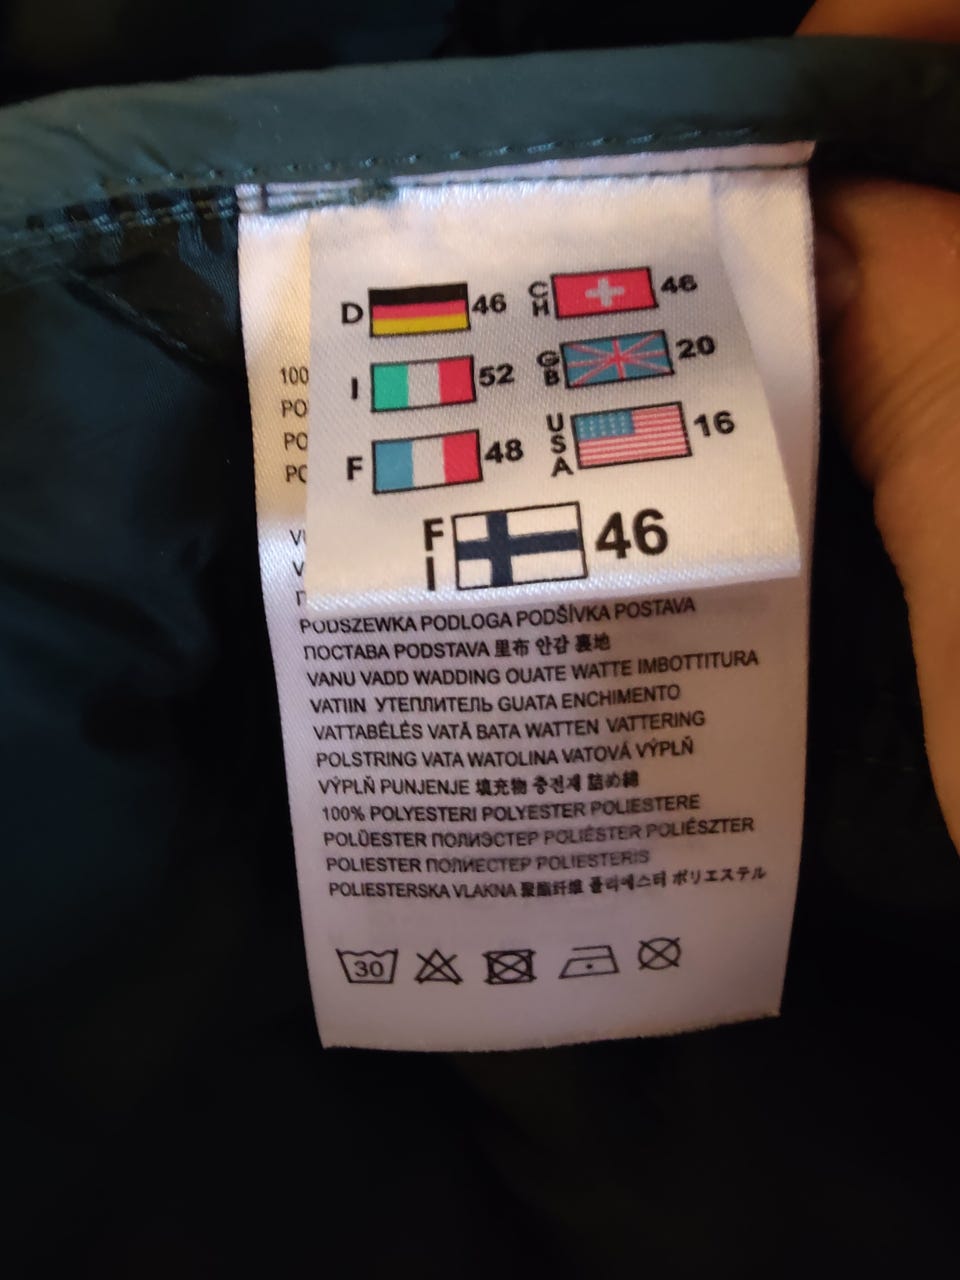 D 46 CH 46
I 52 GB 20
F 48 USA 16
FI 46
100
PO
PO
PODSZEWKA PODLOGA PODŠÍVKA POSTAVA
ПОСТАВА PODSTAVA 里布 안감 裏地
VANU VADD WADDING OUATE WATTE IMBOTTITURA
VATIIN УТЕПЛИТЕЛЬ GUATA ENCHIMENTO
VATTABÉLÉS VATĂ ВАТА WATTEN VATTERING
POLSTRING VATA WATOLINA VATOVÁ VÝPLŇ
VÝPLŇ PUNJENJE 填充物 충전재 詰め綿
100% POLYESTERI POLYESTER POLIESTERE
POLÜESTER ПОЛИЭСТЕР POLIÉSTER POLIÉSZTER
POLIESTER ПОЛИЕСТЕР POLIESTERIS
POLIESTERSKA VLAKNA 聚酯纤维 폴리에스터 ポリエステル
30